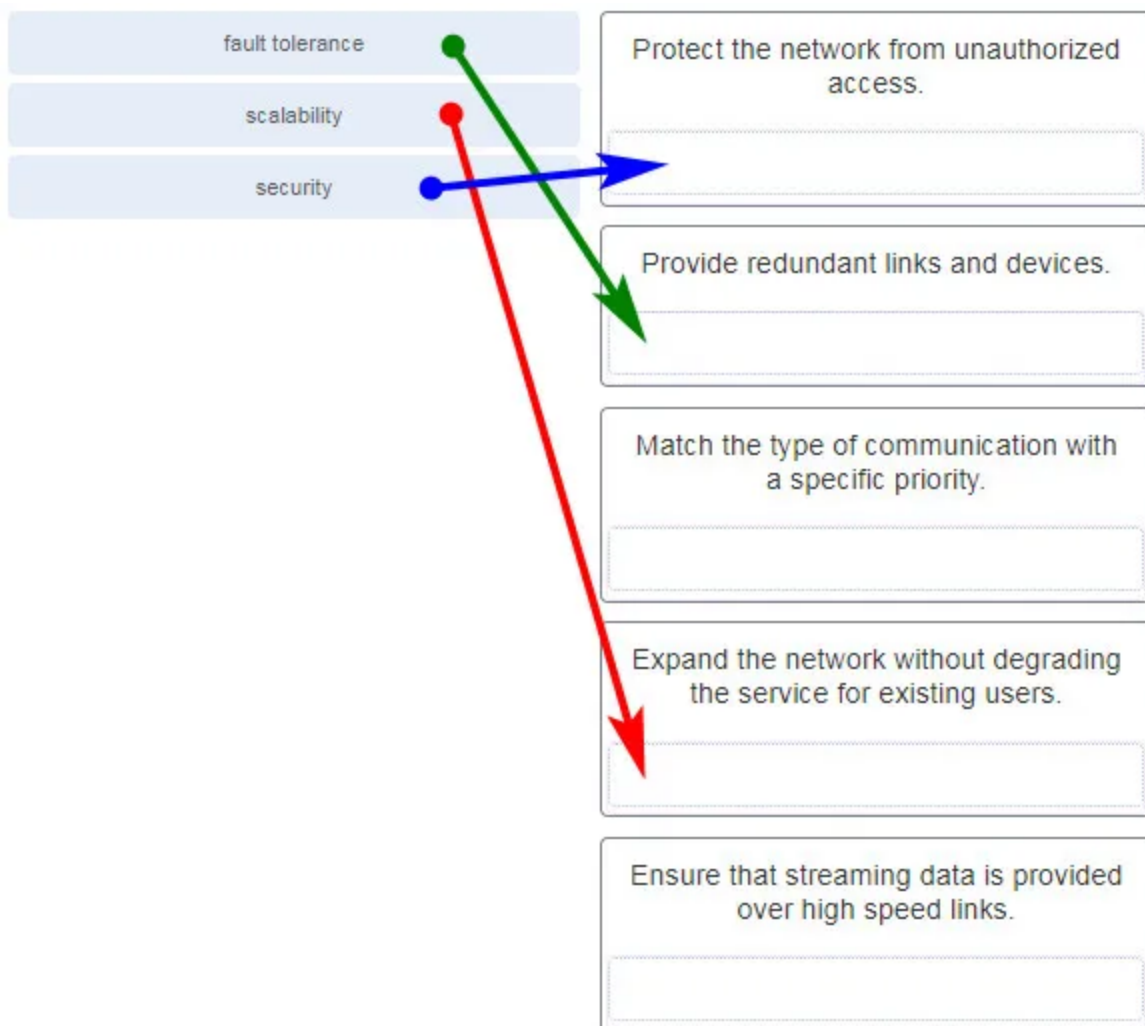 fault tolerance
scalability
security
Protect the network from unauthorized
access.
Provide redundant links and devices.
Match the type of communication with
a specific priority.
Expand the network without degrading
the service for existing users.
Ensure that streaming data is provided
over high speed links.